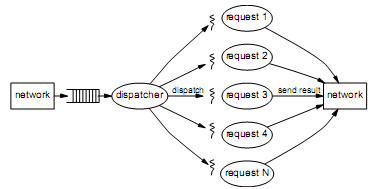 request 1
request 2
network
dispatcher
dispatch
request 3
send result
network
request 4
request N